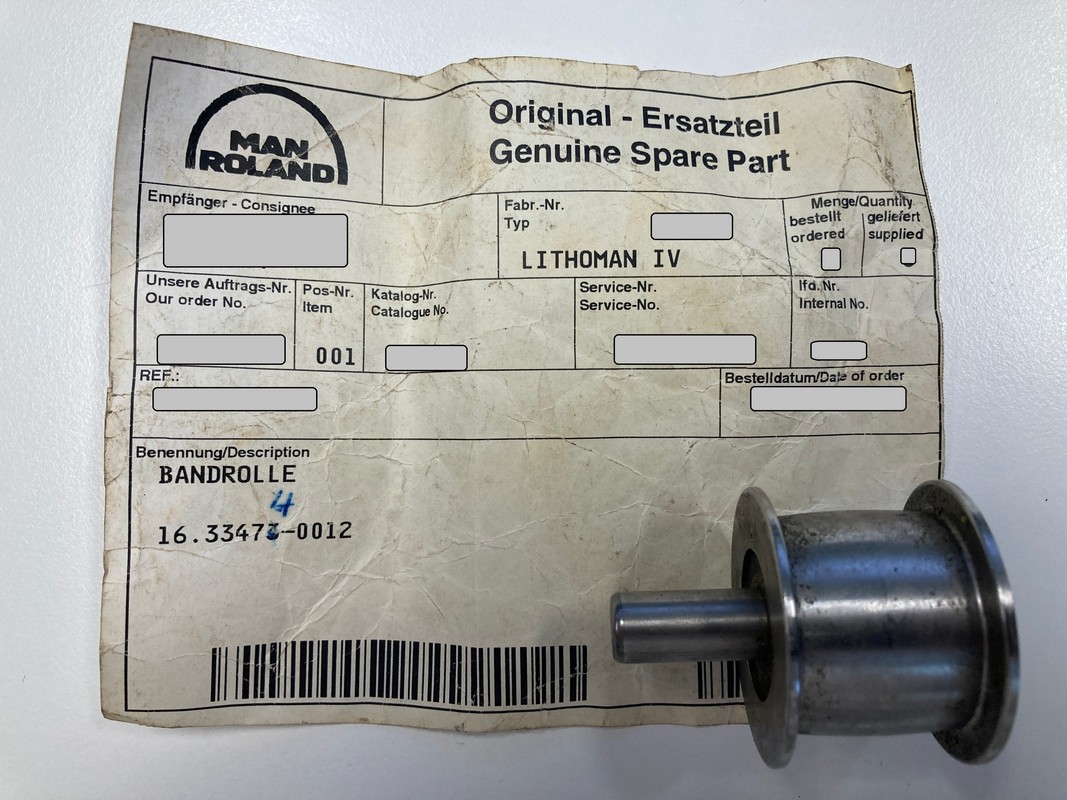 MAN
ROLAND
Original - Ersatzteil
Genuine Spare Part
Empfänger - Consignee
Fabr.-Nr.
Typ
LITHOMAN IV
Menge/Quantity
bestellt geliefert
ordered supplied
Unsere Auftrags-Nr.
Our order No.
Pos-Nr.
Item
001
Katalog-Nr.
Catalogue No.
Service-Nr.
Service-No.
lfd. Nr.
Internal No.
REF.:
Bestelldatum/Date of order
Benennung/Description
BANDROLLE
4
16.3347 -0012